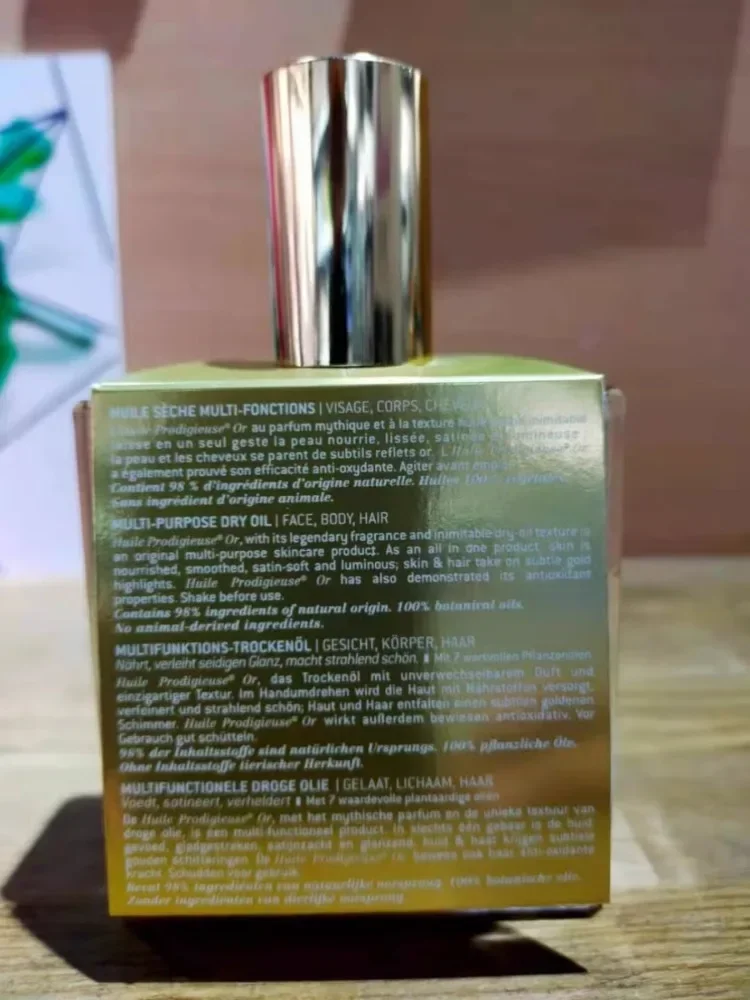 HUILE SÈCHE MULTI-FONCTIONS | VISAGE, CORPS, CHEVEUX
Huile Prodigieuse® Or au parfum mythique et à la texture huile sèche inimitable
laisse en un seul geste la peau nourrie, lissée, satinée et lumineuse ;
la peau et les cheveux se parent de subtils reflets or. L'Huile Prodigieuse® Or
a également prouvé son efficacité anti-oxydante. Agiter avant emploi.
Contient 98 % d'ingrédients d'origine naturelle. Huiles 100% végétales.
Sans ingrédient d'origine animale.
MULTI-PURPOSE DRY OIL | FACE, BODY, HAIR
Huile Prodigieuse® Or, with its legendary fragrance and inimitable dry-oil texture is
an original multi-purpose skincare product. As an all in one product, skin is
nourished, smoothed, satin-soft and luminous; skin & hair take on subtle gold
highlights. Huile Prodigieuse® Or has also demonstrated its antioxidant
properties. Shake before use.
Contains 98% ingredients of natural origin. 100% botanical oils.
No animal-derived ingredients.
MULTIFUNKTIONS-TROCKENÖL | GESICHT, KÖRPER, HAAR
Nährt, verleiht seidigen Glanz, macht strahlend schön. ▮ Mit 7 wertvollen Pflanzenölen
Huile Prodigieuse® Or, das Trockenöl mit unverwechselbarem Duft und
einzigartiger Textur. Im Handumdrehen wird die Haut mit Nährstoffen versorgt,
verfeinert und strahlend schön; Haut und Haar entfalten einen subtilen goldenen
Schimmer. Huile Prodigieuse® Or wirkt außerdem bewiesen antioxidativ. Vor
Gebrauch gut schütteln.
98% der Inhaltsstoffe sind natürlichen Ursprungs. 100% pflanzliche Öle.
Ohne Inhaltsstoffe tierischer Herkunft.
MULTIFUNCTIONELE DROGE OLIE | GELAAT, LICHAAM, HAAR
Voedt, satineert, verheldert ▮ Met 7 waardevolle plantaardige oliën
De Huile Prodigieuse® Or, met het mythische parfum en de unieke textuur van
droge olie, is een multi-functioneel product. In slechts één gebaar is de huid
gevoed, gladgestreken, satijnzacht en glanzend; huid & haar krijgen subtiele
gouden schitteringen. De Huile Prodigieuse® Or bewees ook haar anti-oxidante
kracht. Schudden voor gebruik.
Bevat 98% ingrediënten van natuurlijke oorsprong. 100% botanische olie.
Zonder ingrediënten van dierlijke oorsprong.